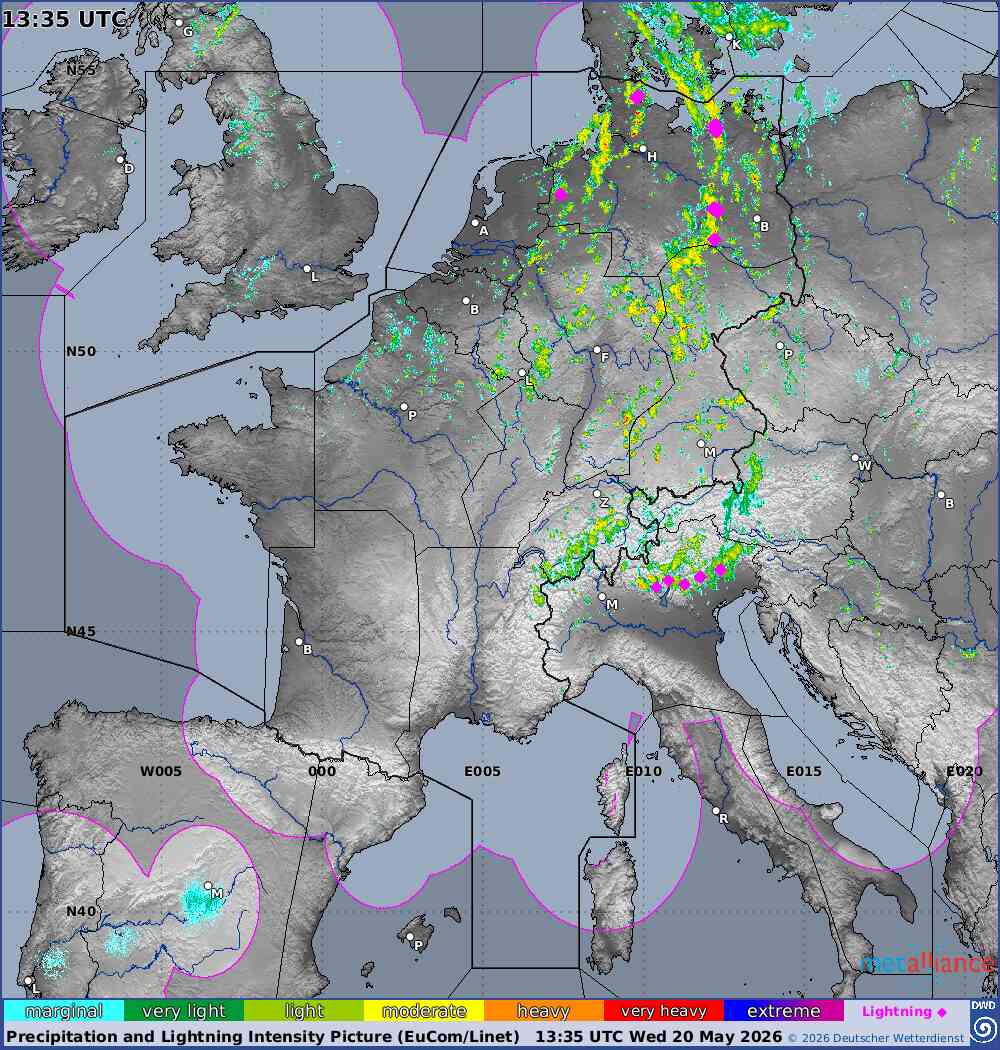 13:35 UTC
G
K
N55
D
H
A
B
B
L
B
N50
F
P
L
P
M
W
Z
B
M
N45
B
W005
000
E005
E010
E015
E020
R
M
N40
P
L
metalliance
marginal very light light moderate heavy very heavy extreme Lightning ◆
DWD
Precipitation and Lightning Intensity Picture (EuCom/Linet) 13:35 UTC Wed 20 May 2026 © 2026 Deutscher Wetterdienst